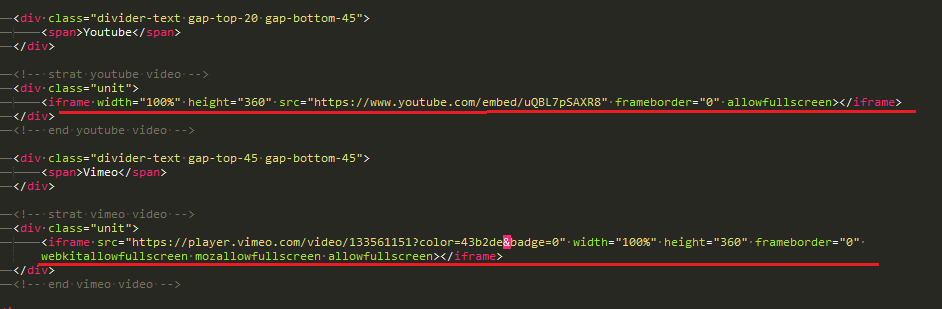 <div class="divider-text gap-top-20 gap-bottom-45">
<span>Youtube</span>
</div>
<!-- strat youtube video -->
<div class="unit">
<iframe width="100%" height="360" src="https://www.youtube.com/embed/uQBL7pSAXR8" frameborder="0" allowfullscreen></iframe>
</div>
<!-- end youtube video -->
<div class="divider-text gap-top-45 gap-bottom-45">
<span>Vimeo</span>
</div>
<!-- strat vimeo video -->
<div class="unit">
<iframe src="https://player.vimeo.com/video/133561151?color=43b2de&badge=0" width="100%" height="360" frameborder="0"
webkitallowfullscreen mozallowfullscreen allowfullscreen></iframe>
</div>
<!-- end vimeo video -->